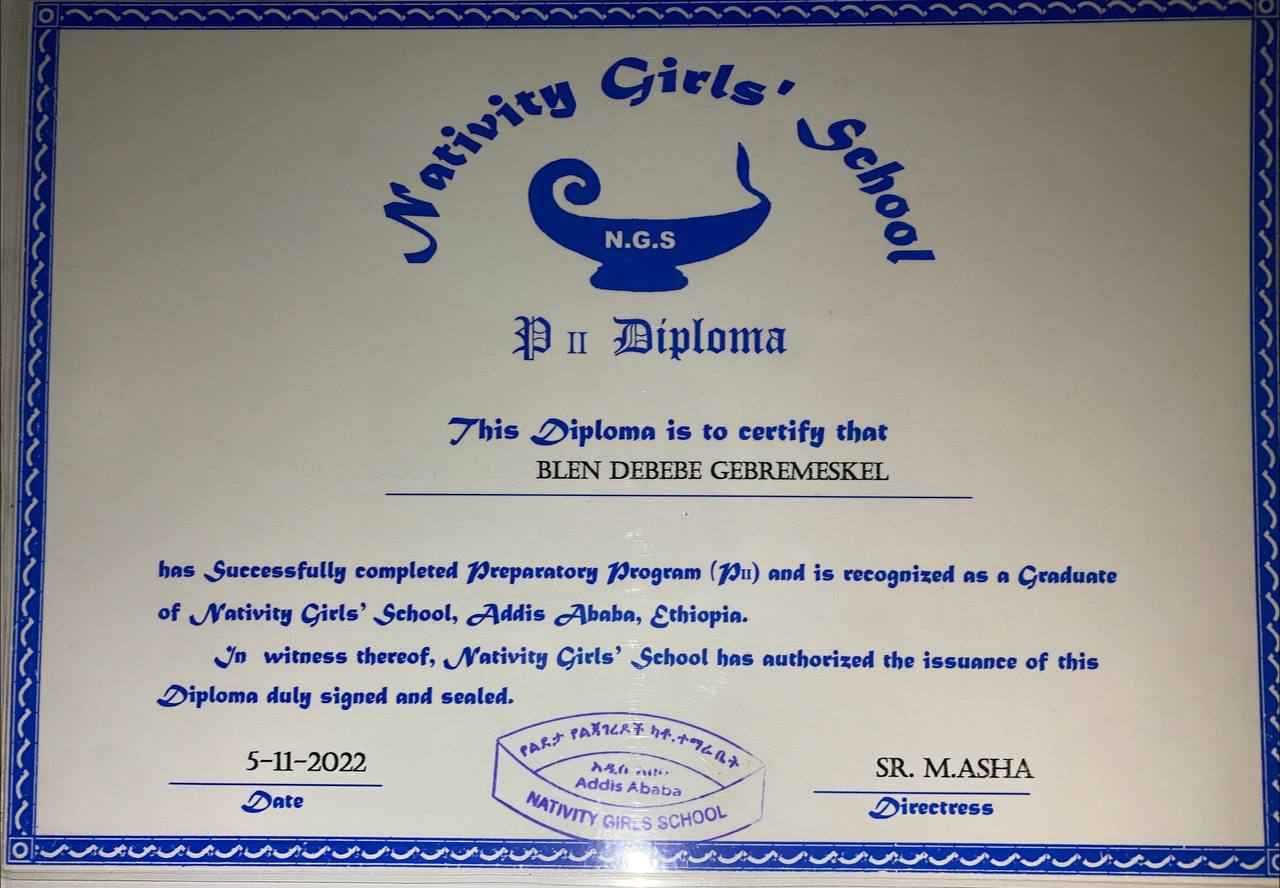 Nativity Girls' School
N.G.S
P II Diploma
This Diploma is to certify that
BLEN DEBEBE GEBREMESKEL
has Successfully completed Preparatory Program (PII) and is recognized as a Graduate
of Nativity Girls' School, Addis Ababa, Ethiopia.
In witness thereof, Nativity Girls' School has authorized the issuance of this
Diploma duly signed and sealed.
5-11-2022
Date
የልደታ የልጃገረዶች ካቶ.ተማሪ ቤት
አዲስ
Addis Ababa
NATIVITY GIRLS SCHOOL
SR. M.ASHA
Directress